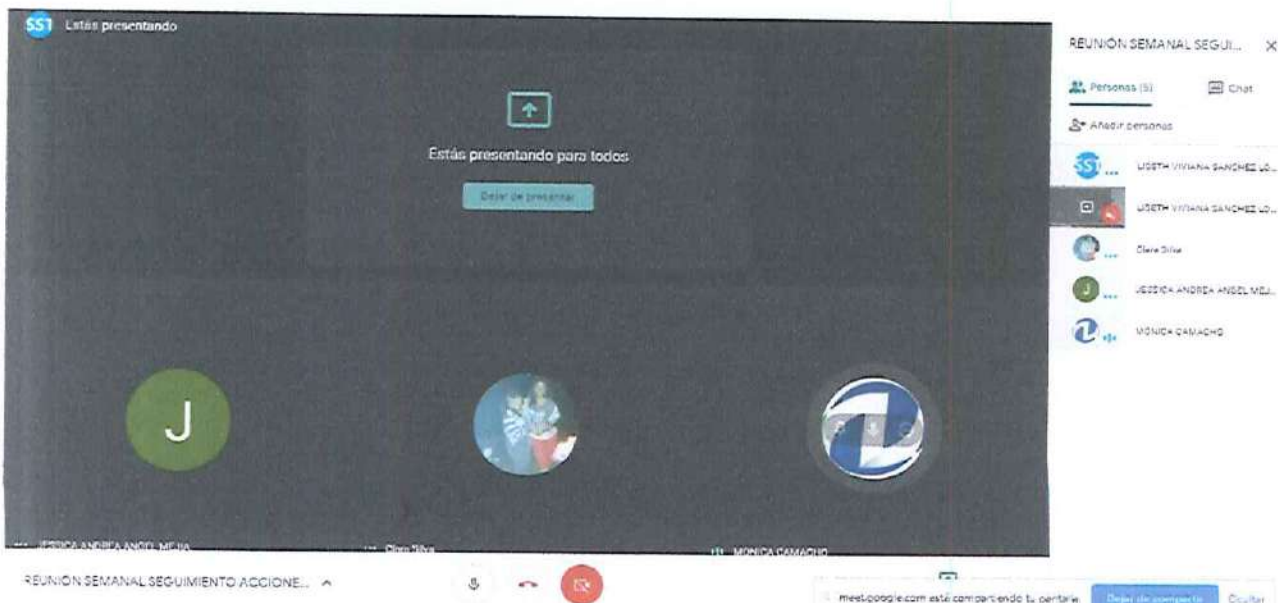 SST Estás presentando
Estás presentando para todos
Dejar de presentar
J
JESSICA ANDREA ANGEL MEJIA
Clara Silva
MONICA CAMACHO
REUNIÓN SEMANAL SEGUIMIENTO ACCIONE...
REUNIÓN SEMANAL SEGUI...
Personas (5)
Chat
Añadir personas
SST LISETH VIVIANA SANCHEZ LO...
LISETH VIVIANA SANCHEZ LO...
Clara Silva
J JESSICA ANDREA ANGEL MEJ...
MONICA CAMACHO
meet.google.com está compartiendo tu pantalla.
Dejar de compartir
Ocultar